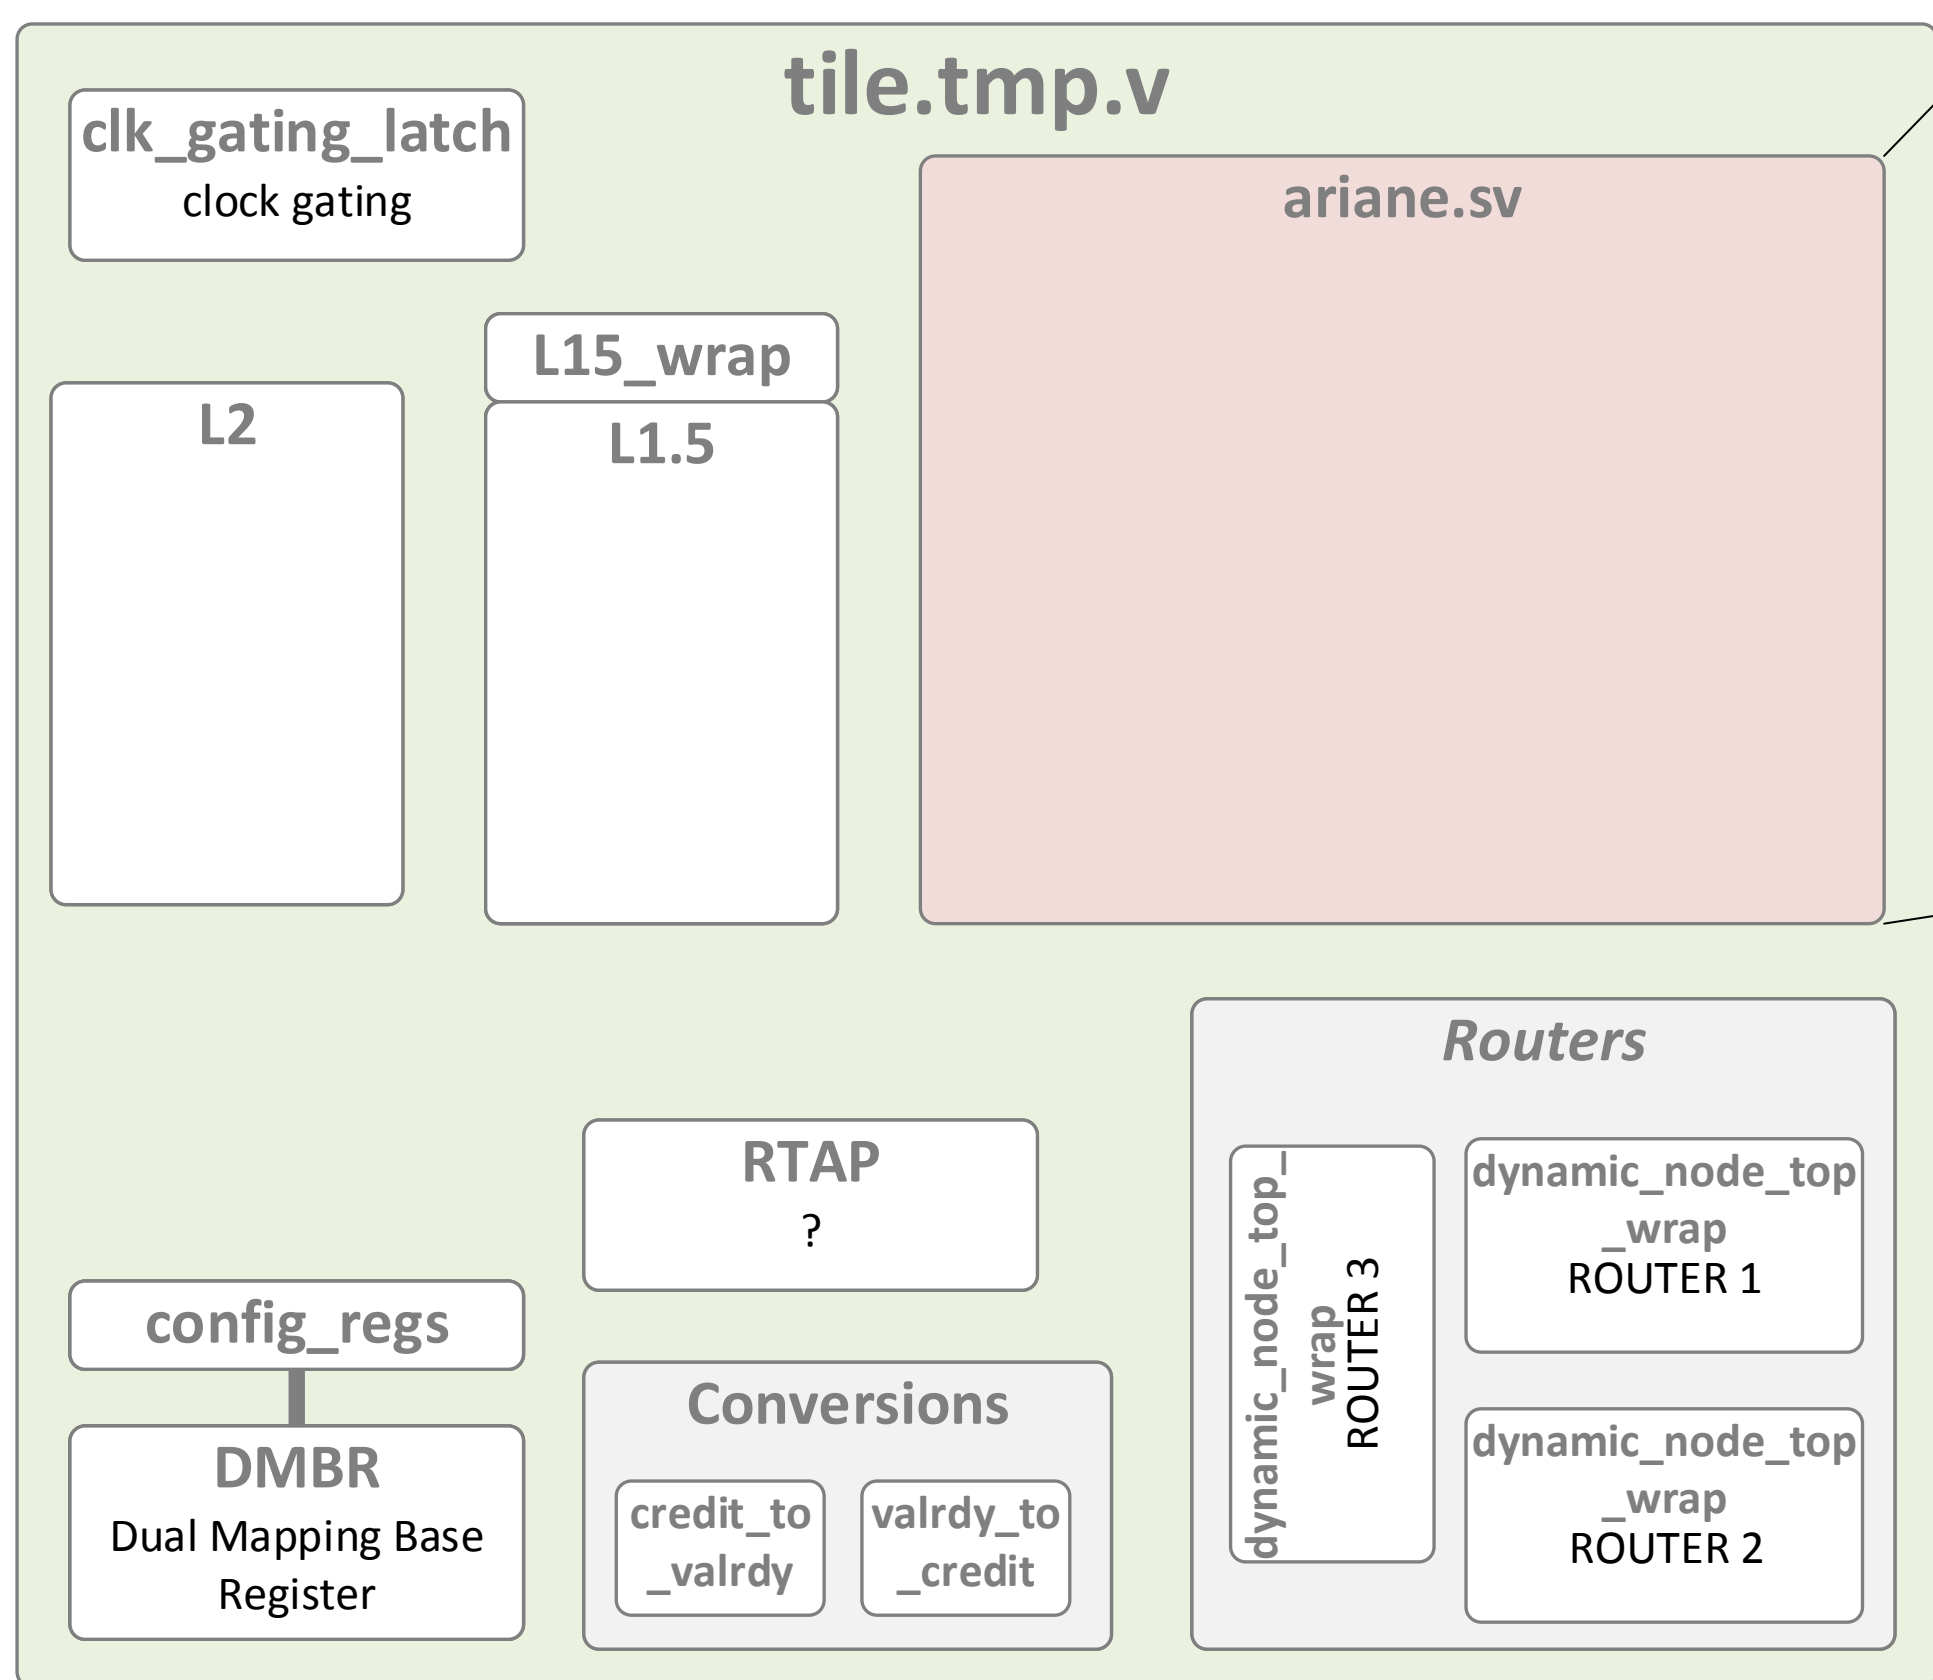 tile.tmp.v
clk_gating_latch
clock gating
ariane.sv
L15_wrap
L2
L1.5
Routers
RTAP
?
dynamic_node_top_
wrap
ROUTER 3
dynamic_node_top
_wrap
ROUTER 1
config_regs
Conversions
dynamic_node_top
_wrap
ROUTER 2
DMBR
Dual Mapping Base
Register
credit_to
_valrdy
valrdy_to
_credit